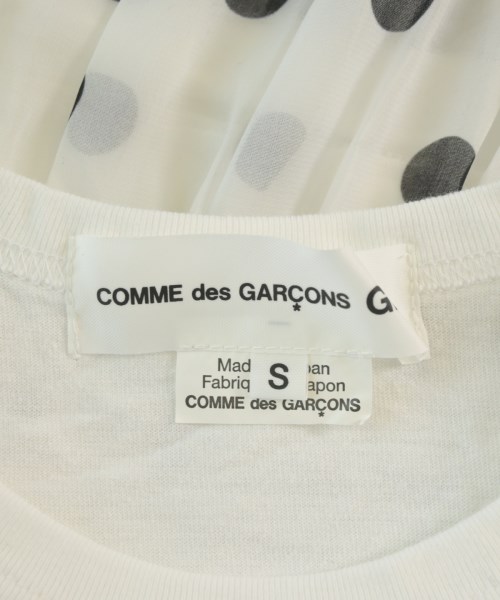 COMME des GARÇONS G
Mad S pan
Fabriq apon
COMME des GARÇONS